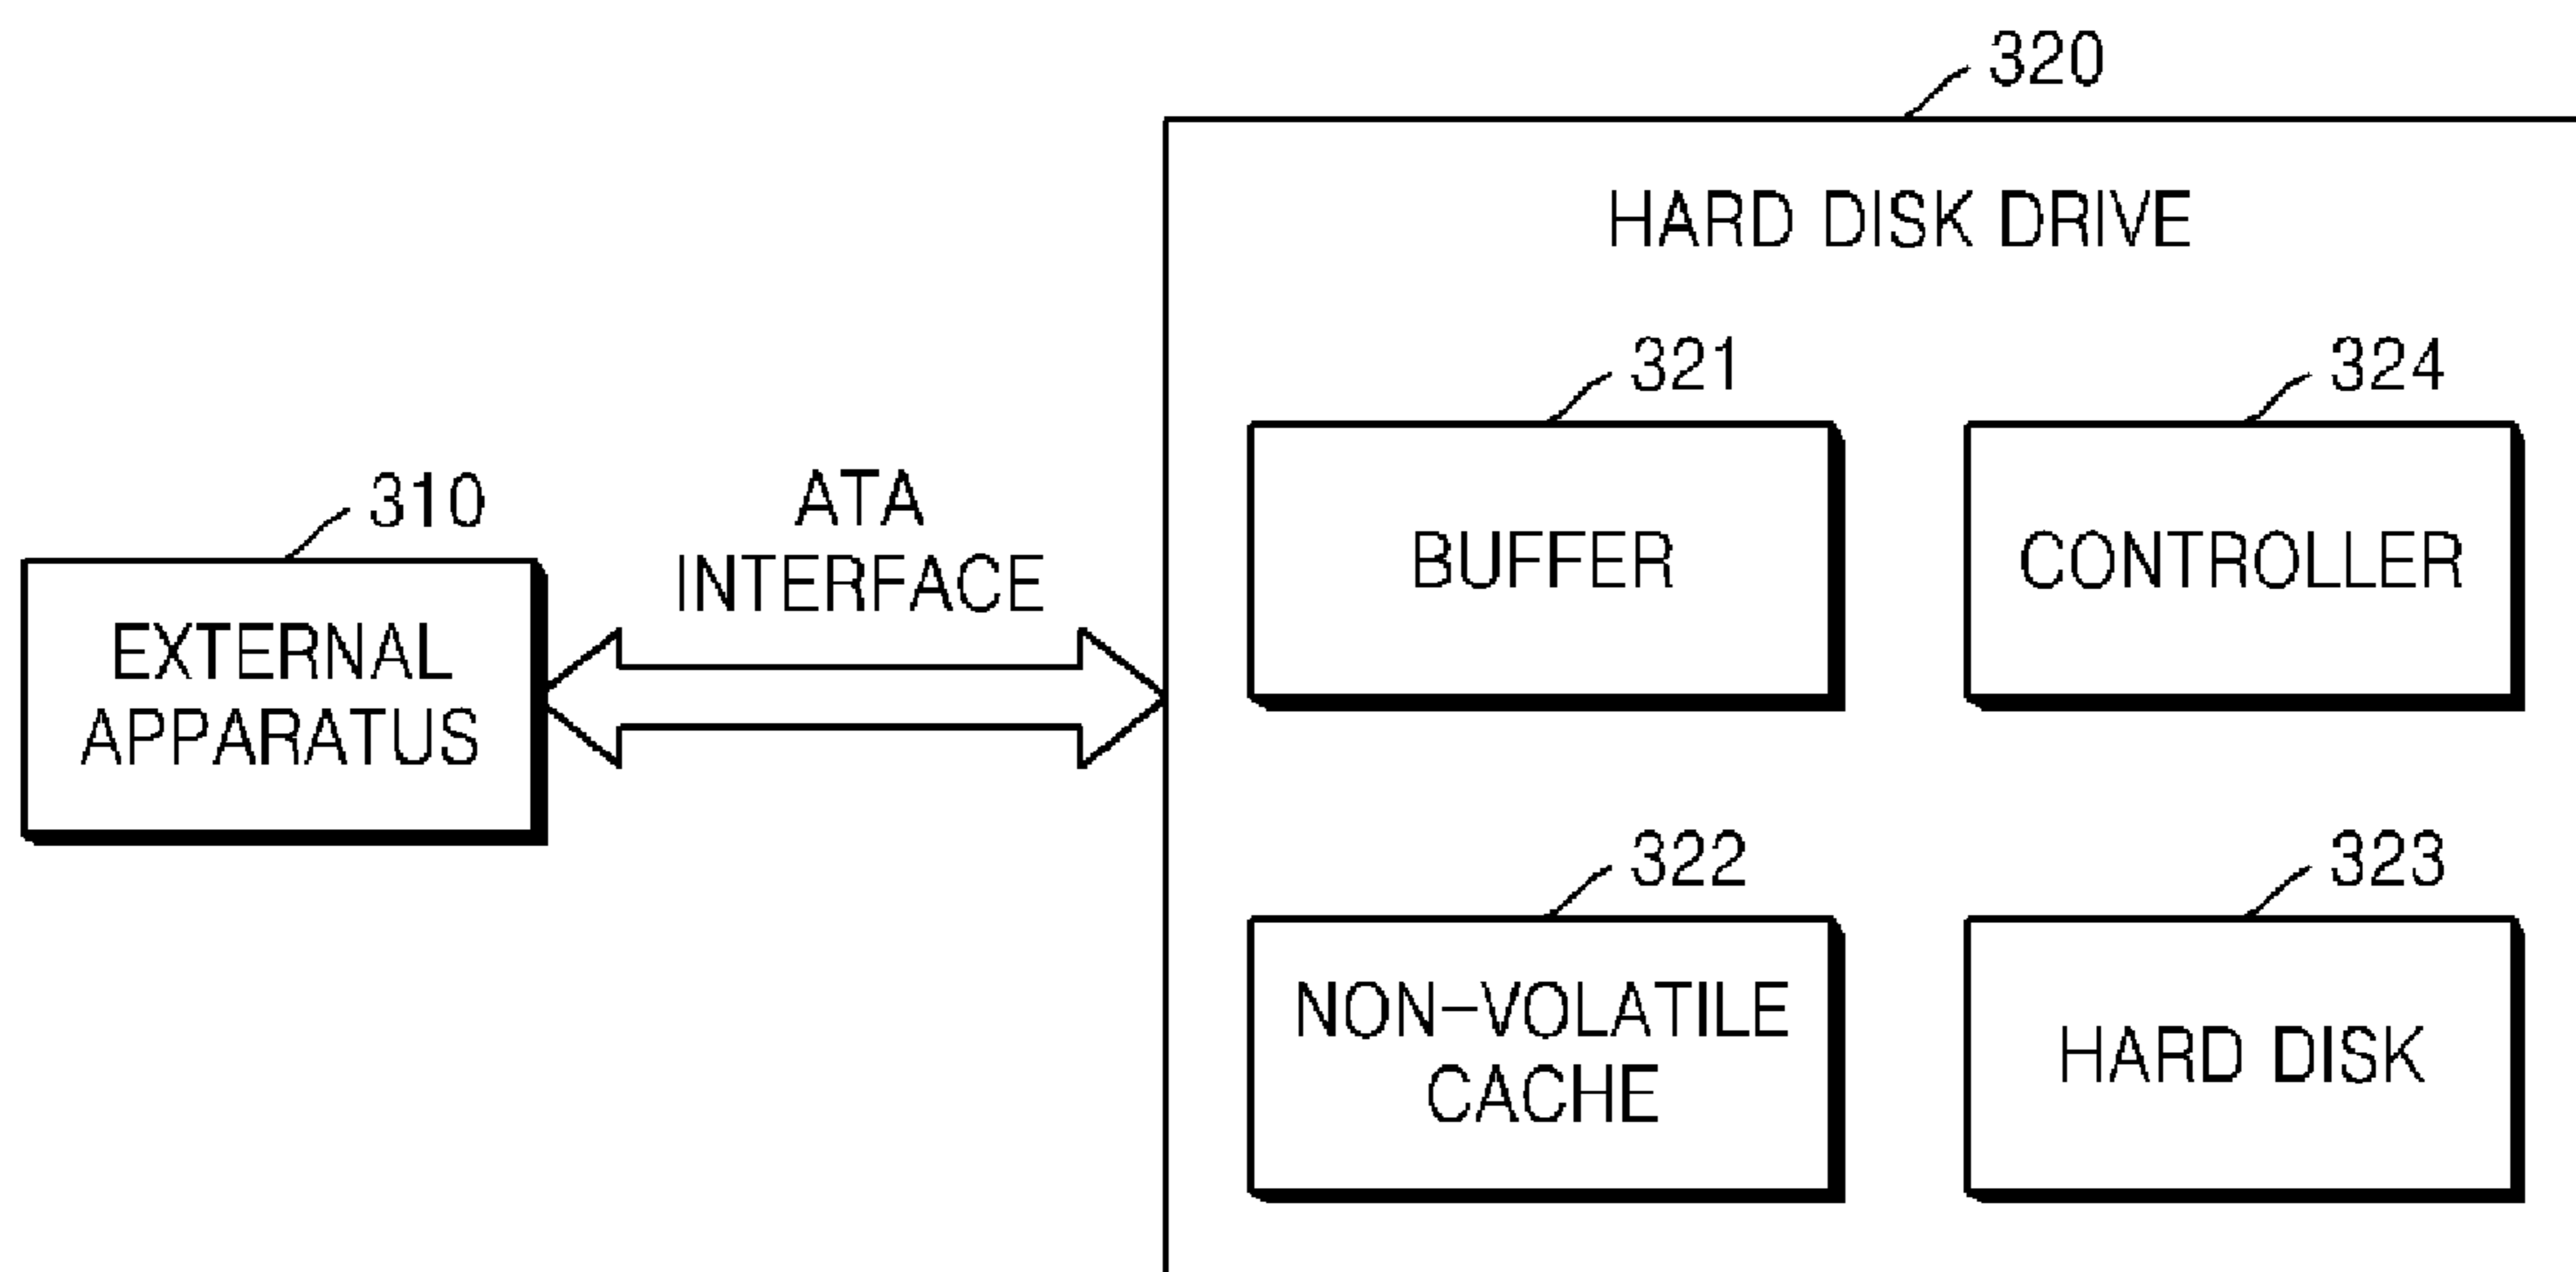 320
HARD DISK DRIVE
321
324
310
ATA
INTERFACE
EXTERNAL
APPARATUS
BUFFER
CONTROLLER
322
323
NON-VOLATILE
CACHE
HARD DISK